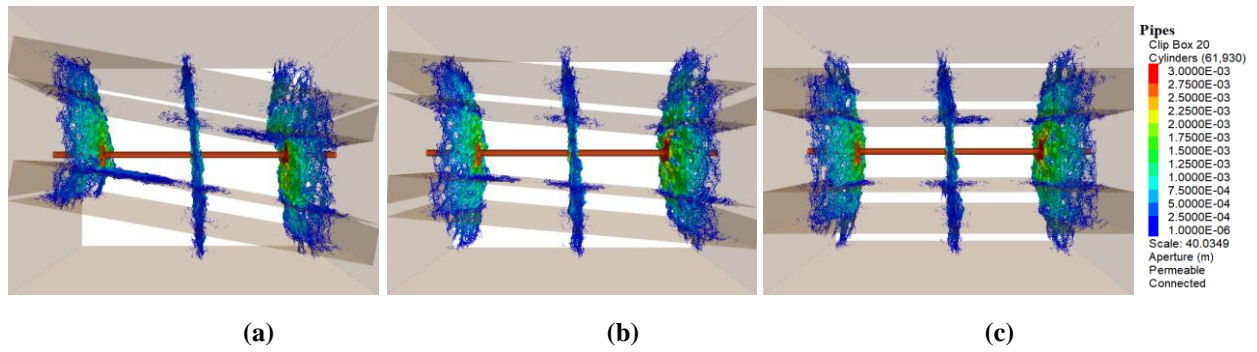 Pipes
Clip Box 20
Cylinders (61,930)
3.0000E-03
2.7500E-03
2.5000E-03
2.2500E-03
2.0000E-03
1.7500E-03
1.5000E-03
1.2500E-03
1.0000E-03
7.5000E-04
5.0000E-04
2.5000E-04
1.0000E-06
Scale: 40.0349
Aperture (m)
Permeable
Connected
(a)
(b)
(c)